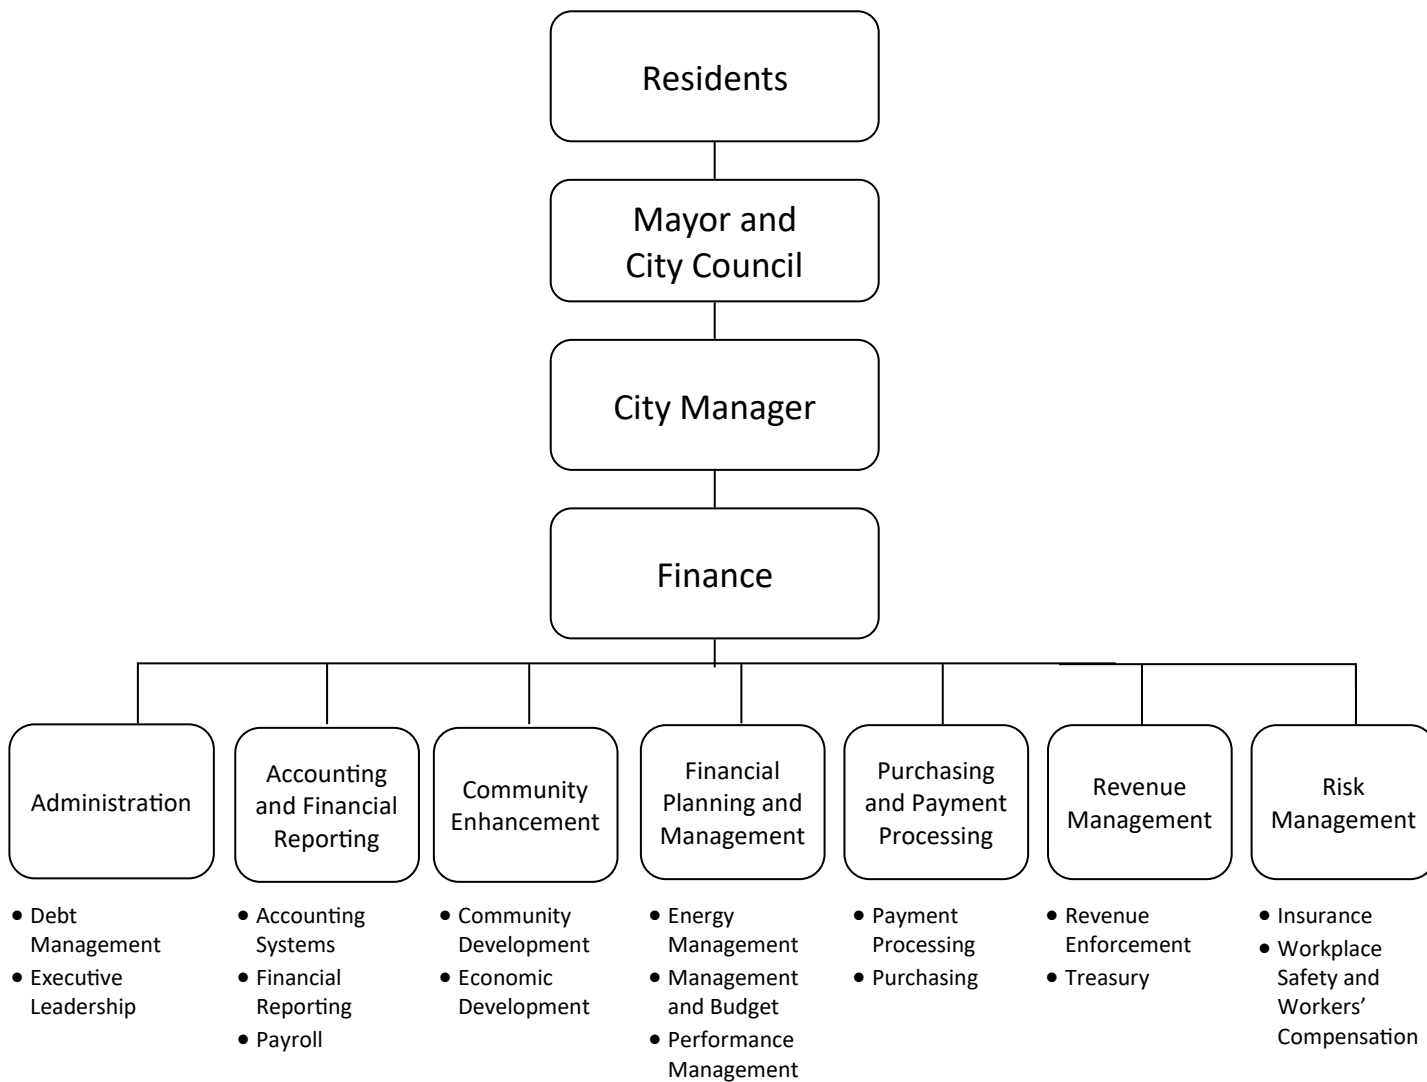 Residents
Mayor and
City Council
City Manager
Finance
Administration
Accounting
and Financial
Reporting
Community
Enhancement
Financial
Planning and
Management
Purchasing
and Payment
Processing
Revenue
Management
Risk
Management
• Debt
Management
• Executive
Leadership
• Accounting
Systems
• Financial
Reporting
• Payroll
• Community
Development
• Economic
Development
• Energy
Management
• Management
and Budget
• Performance
Management
• Payment
Processing
• Purchasing
• Revenue
Enforcement
• Treasury
• Insurance
• Workplace
Safety and
Workers’
Compensation